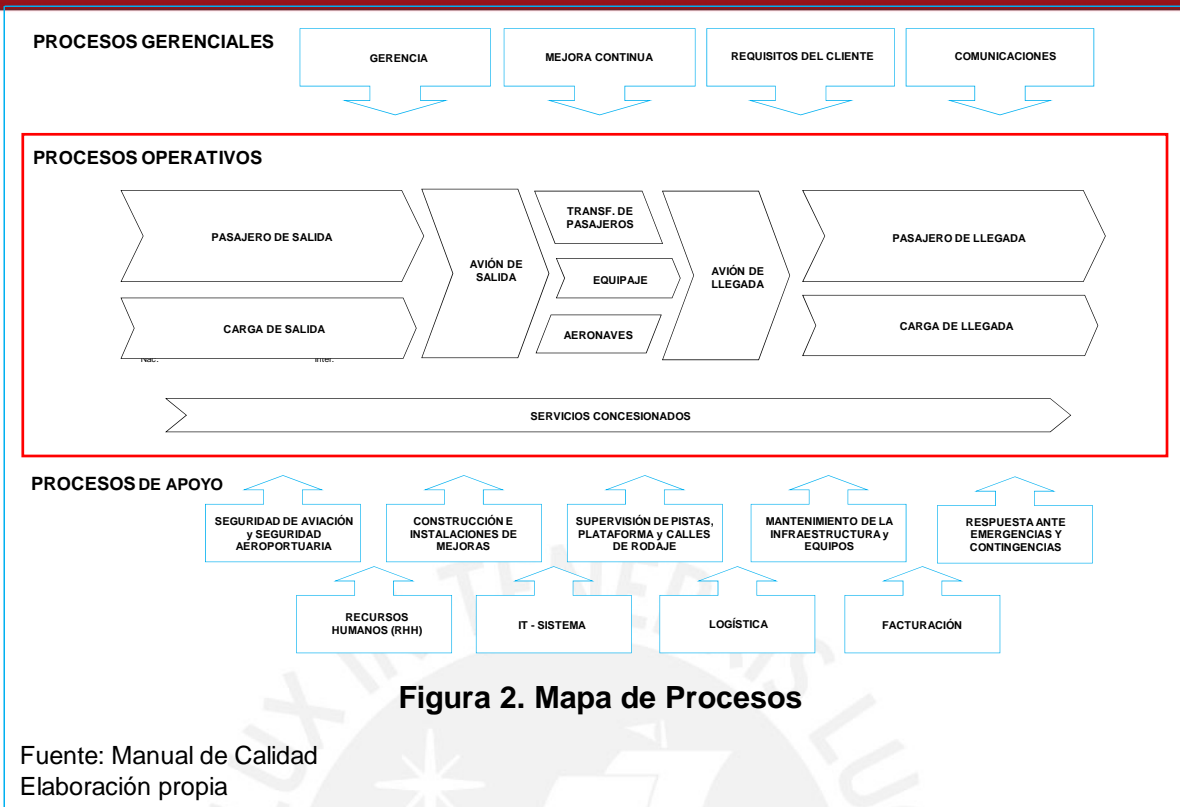 PROCESOS GERENCIALES
GERENCIA
MEJORA CONTINUA
REQUISITOS DEL CLIENTE
COMUNICACIONES
PROCESOS OPERATIVOS
PASAJERO DE SALIDA
CARGA DE SALIDA
Nac.
Inter.
AVIÓN DE
SALIDA
TRANSF. DE
PASAJEROS
EQUIPAJE
AERONAVES
AVIÓN DE
LLEGADA
PASAJERO DE LLEGADA
CARGA DE LLEGADA
SERVICIOS CONCESIONADOS
PROCESOS DE APOYO
SEGURIDAD DE AVIACIÓN
y SEGURIDAD
AEROPORTUARIA
CONSTRUCCIÓN E
INSTALACIONES DE
MEJORAS
SUPERVISIÓN DE PISTAS,
PLATAFORMA y CALLES
DE RODAJE
MANTENIMIENTO DE LA
INFRAESTRUCTURA y
EQUIPOS
RESPUESTA ANTE
EMERGENCIAS Y
CONTINGENCIAS
RECURSOS
HUMANOS (RHH)
IT - SISTEMA
LOGÍSTICA
FACTURACIÓN
Figura 2. Mapa de Procesos
Fuente: Manual de Calidad
Elaboración propia